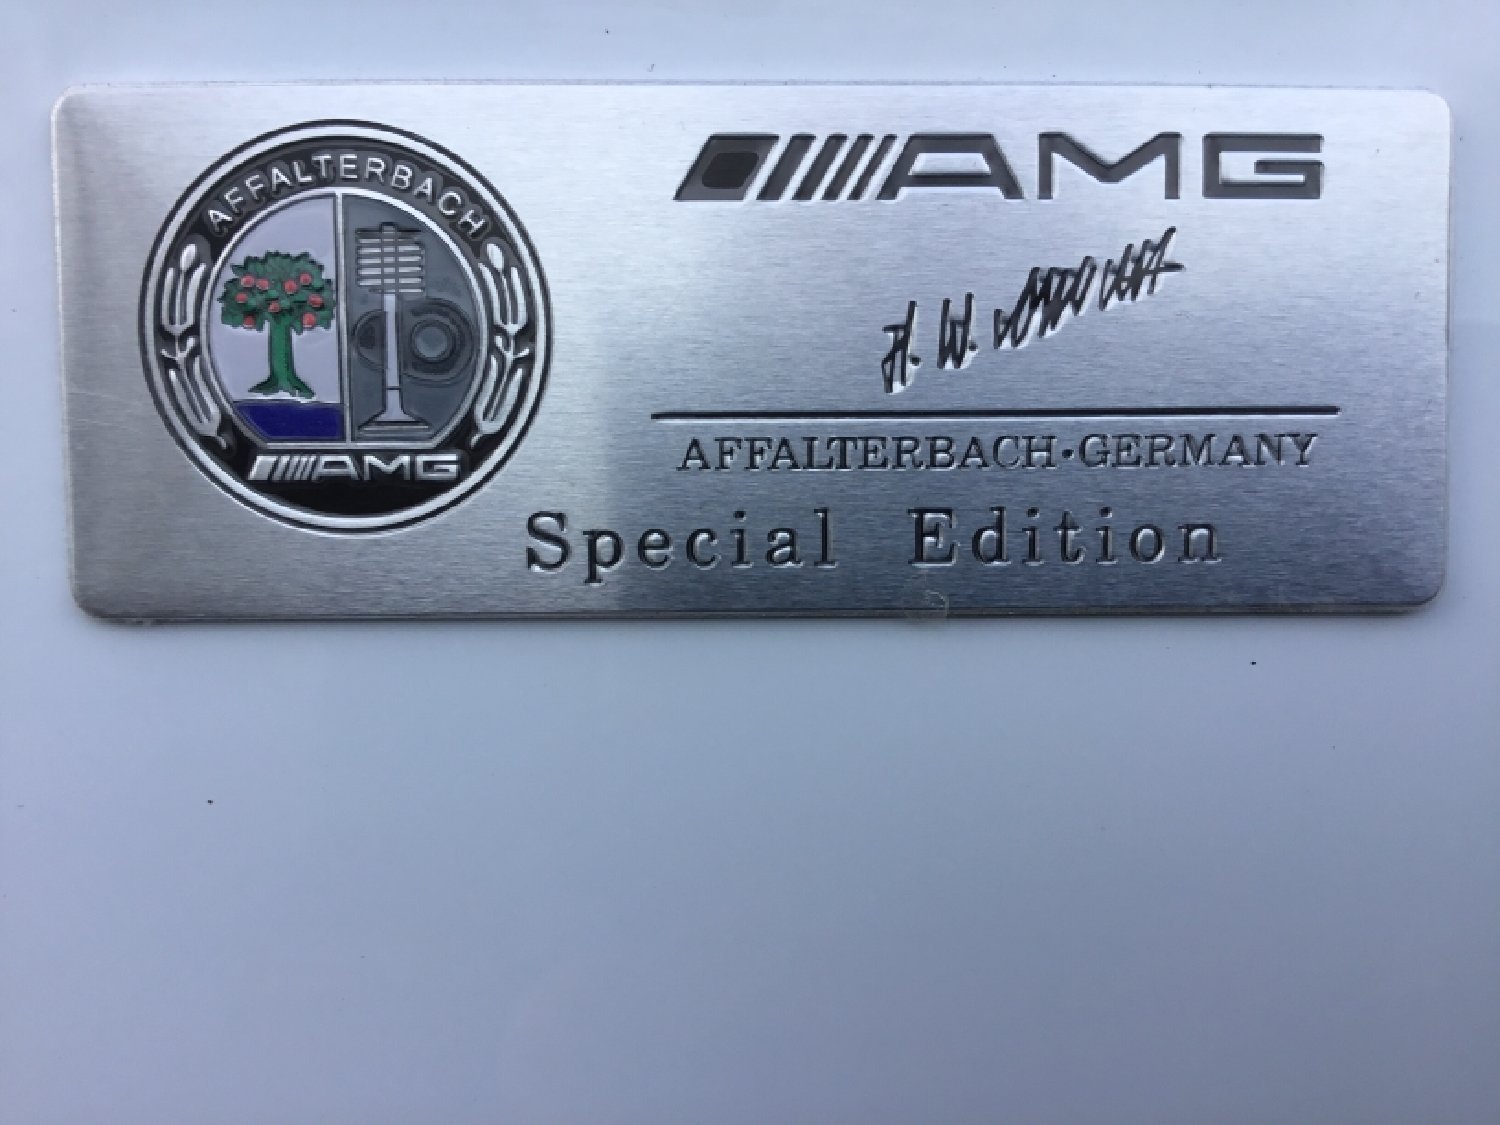 AFFALTERBACH
AMG
AMG
H. W.
AFFALTERBACH·GERMANY
Special Edition